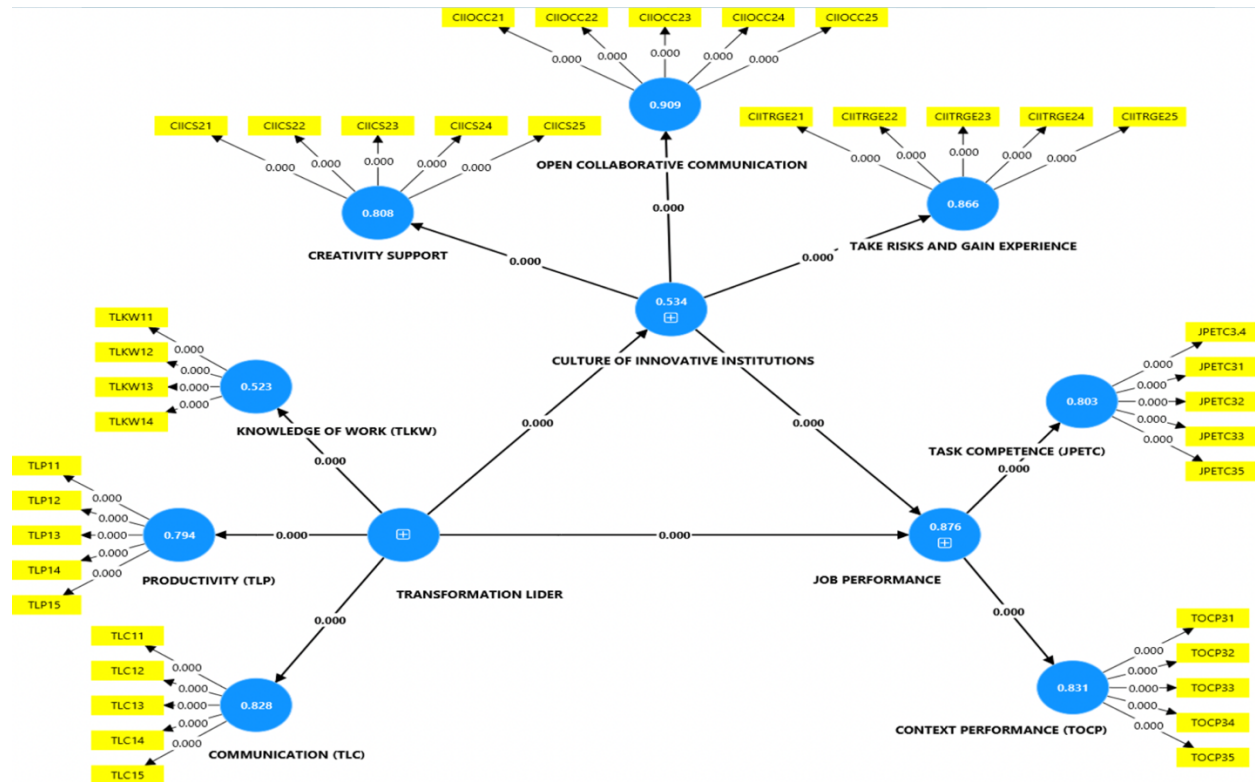 CIIOCC21 CIIOCC22 CIIOCC23 CIIOCC24 CIIOCC25
0.000 0.000 0.000 0.000 0.000
0.909
OPEN COLLABORATIVE COMMUNICATION
CIICS21 CIICS22 CIICS23 CIICS24 CIICS25
0.000 0.000 0.000 0.000 0.000
0.808
CREATIVITY SUPPORT
CIITRGE21 CIITRGE22 CIITRGE23 CIITRGE24 CIITRGE25
0.000 0.000 0.000 0.000 0.000
0.866
TAKE RISKS AND GAIN EXPERIENCE
0.000
0.000
0.000
0.534
CULTURE OF INNOVATIVE INSTITUTIONS
TLKW11
TLKW12
TLKW13
TLKW14
0.000
0.000
0.000
0.000
0.523
KNOWLEDGE OF WORK (TLKW)
0.000
0.000
0.000
JPETC3.4
JPETC31
JPETC32
JPETC33
JPETC35
0.000
0.000
0.000
0.000
0.000
0.803
TASK COMPETENCE (JPETC)
0.000
TLP11
TLP12
TLP13
TLP14
TLP15
0.000
0.000
0.000
0.000
0.000
0.794
PRODUCTIVITY (TLP)
0.000
TRANSFORMATION LIDER
0.000
0.876
JOB PERFORMANCE
0.000
0.000
TLC11
TLC12
TLC13
TLC14
TLC15
0.000
0.000
0.000
0.000
0.000
0.828
COMMUNICATION (TLC)
TOCP31
TOCP32
TOCP33
TOCP34
TOCP35
0.000
0.000
0.000
0.000
0.000
0.831
CONTEXT PERFORMANCE (TOCP)